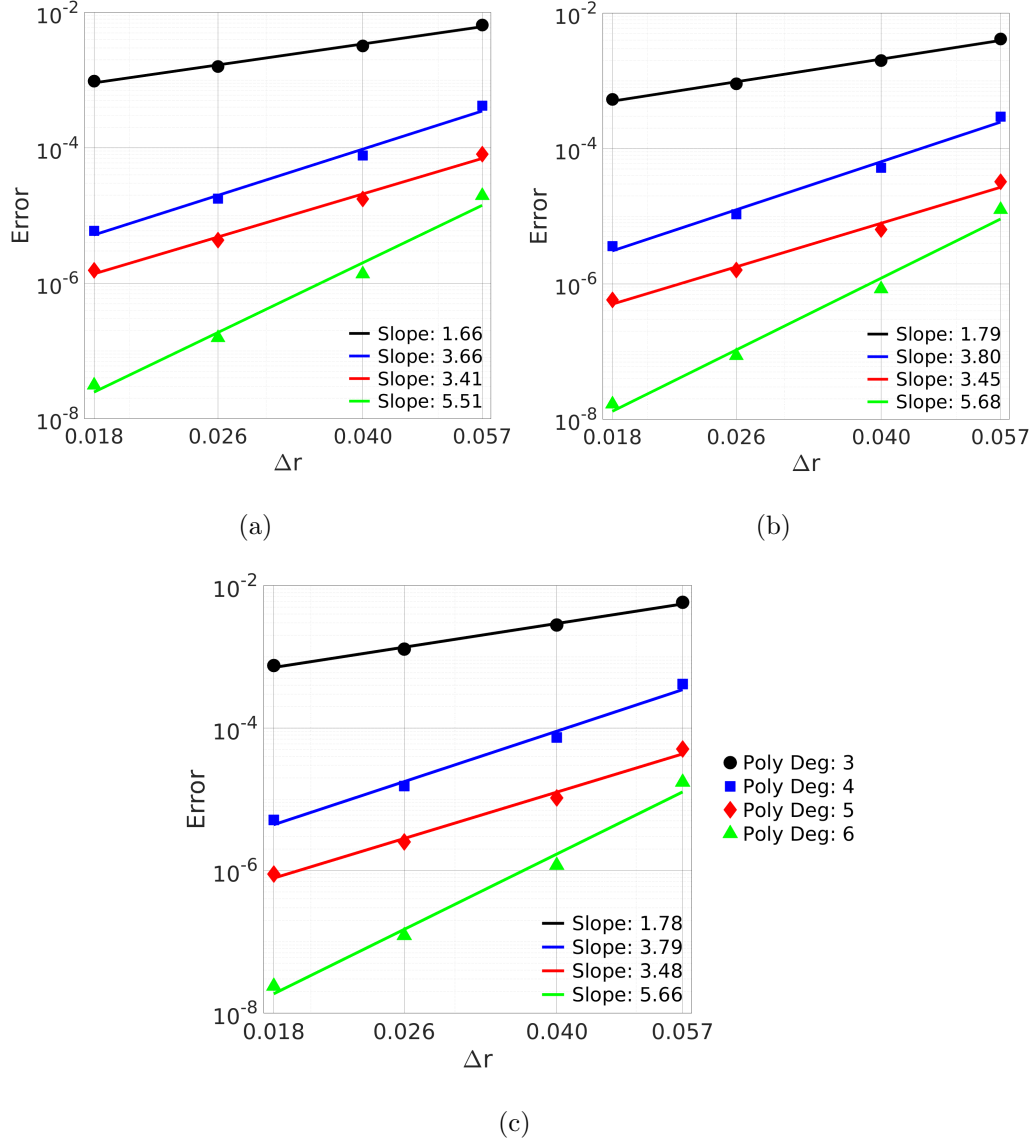 10^-2
10^-4
10^-6
10^-8
Error
0.018 0.026 0.040 0.057
Δr
Slope: 1.66
Slope: 3.66
Slope: 3.41
Slope: 5.51
(a)
10^-2
10^-4
10^-6
10^-8
Error
0.018 0.026 0.040 0.057
Δr
Slope: 1.79
Slope: 3.80
Slope: 3.45
Slope: 5.68
(b)
10^-2
10^-4
10^-6
10^-8
Error
0.018 0.026 0.040 0.057
Δr
Slope: 1.78
Slope: 3.79
Slope: 3.48
Slope: 5.66
Poly Deg: 3
Poly Deg: 4
Poly Deg: 5
Poly Deg: 6
(c)